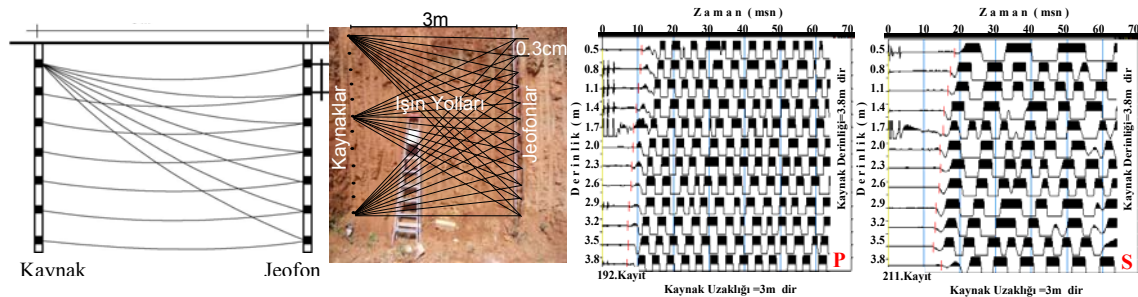 Kaynak
Jeofon
3m
0.3cm
Kaynaklar
Işın Yolları
Jeofonlar
Zaman (msn)
0 10 20 30 40 50 60 70
Derinlik (m)
0.5
0.8
1.1
1.4
1.7
2.0
2.3
2.6
2.9
3.2
3.5
3.8
Kaynak Derinliği=3.8m dir
P
192.Kayıt
Kaynak Uzaklığı =3m dir
Zaman (msn)
0 10 20 30 40 50 60 70
Derinlik (m)
0.5
0.8
1.1
1.4
1.7
2.0
2.3
2.6
2.9
3.2
3.5
3.8
Kaynak Derinliği=3.8m dir
S
211.Kayıt
Kaynak Uzaklığı =3m dir